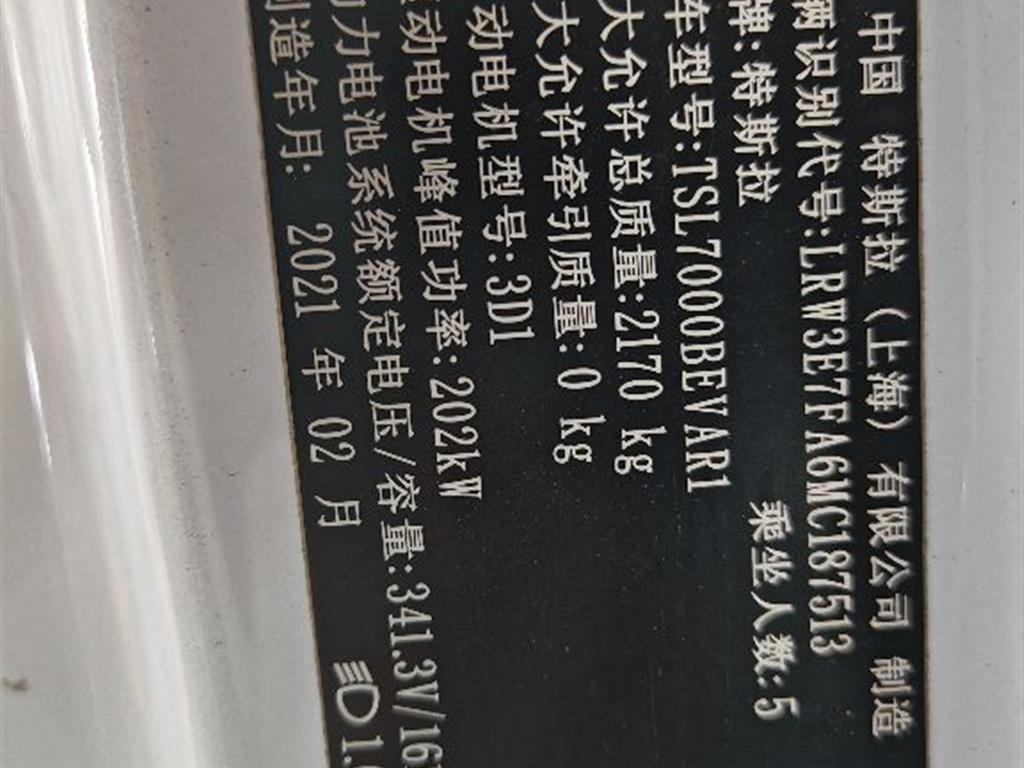 中国 特斯拉（上海）有限公司 制造
辆识别代号:LRW3E7FA6MC187513
牌:特斯拉 乘坐人数:5
车型号:TSL7000BEVAR1
大允许总质量:2170 kg
大允许牵引质量:0 kg
动电机型号:3D1
动电机峰值功率:202kW
力电池系统额定电压/容量:341.3V/16
造年月: 2021 年 02 月 1.